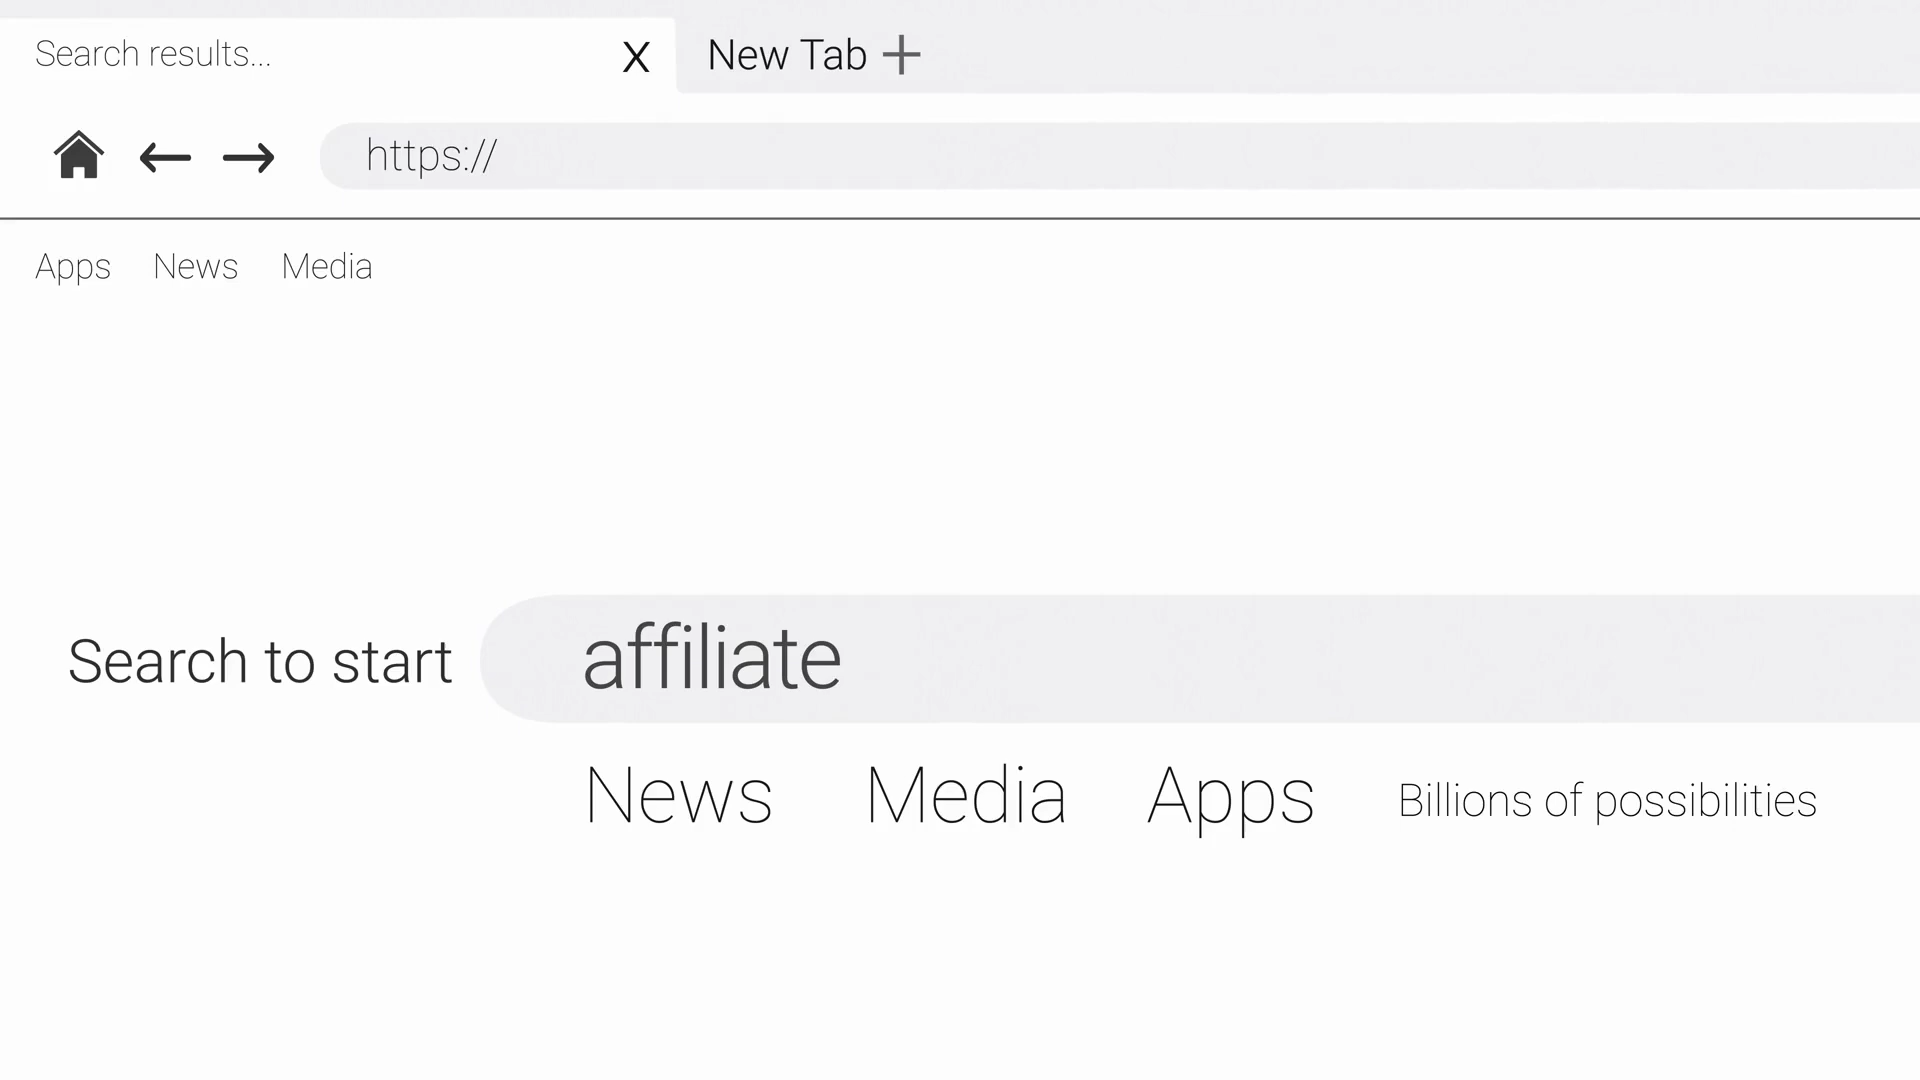 Search results... X New Tab +
https://
Apps News Media
Search to start affiliate
News Media Apps Billions of possibilities